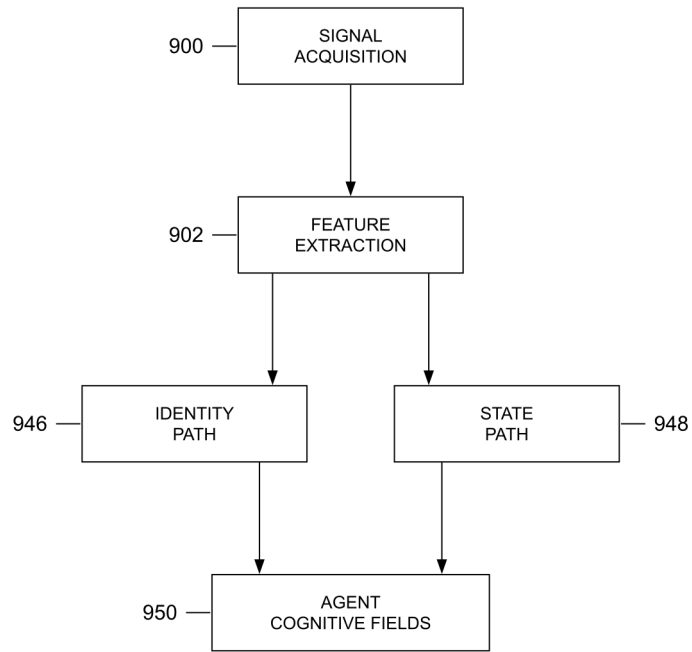 900
SIGNAL
ACQUISITION
902
FEATURE
EXTRACTION
946
IDENTITY
PATH
STATE
PATH
948
950
AGENT
COGNITIVE FIELDS